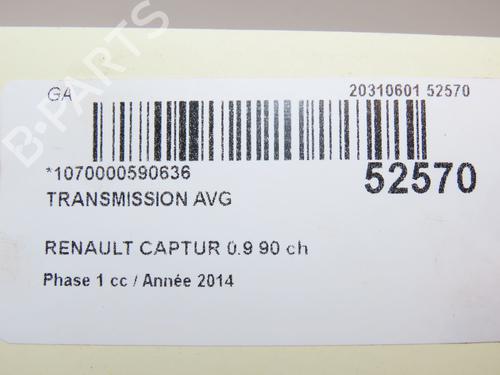 GA
20310601 52570
*1070000590636
52570
TRANSMISSION AVG
RENAULT CAPTUR 0.9 90 ch
Phase 1 cc / Année 2014
B-PARTS